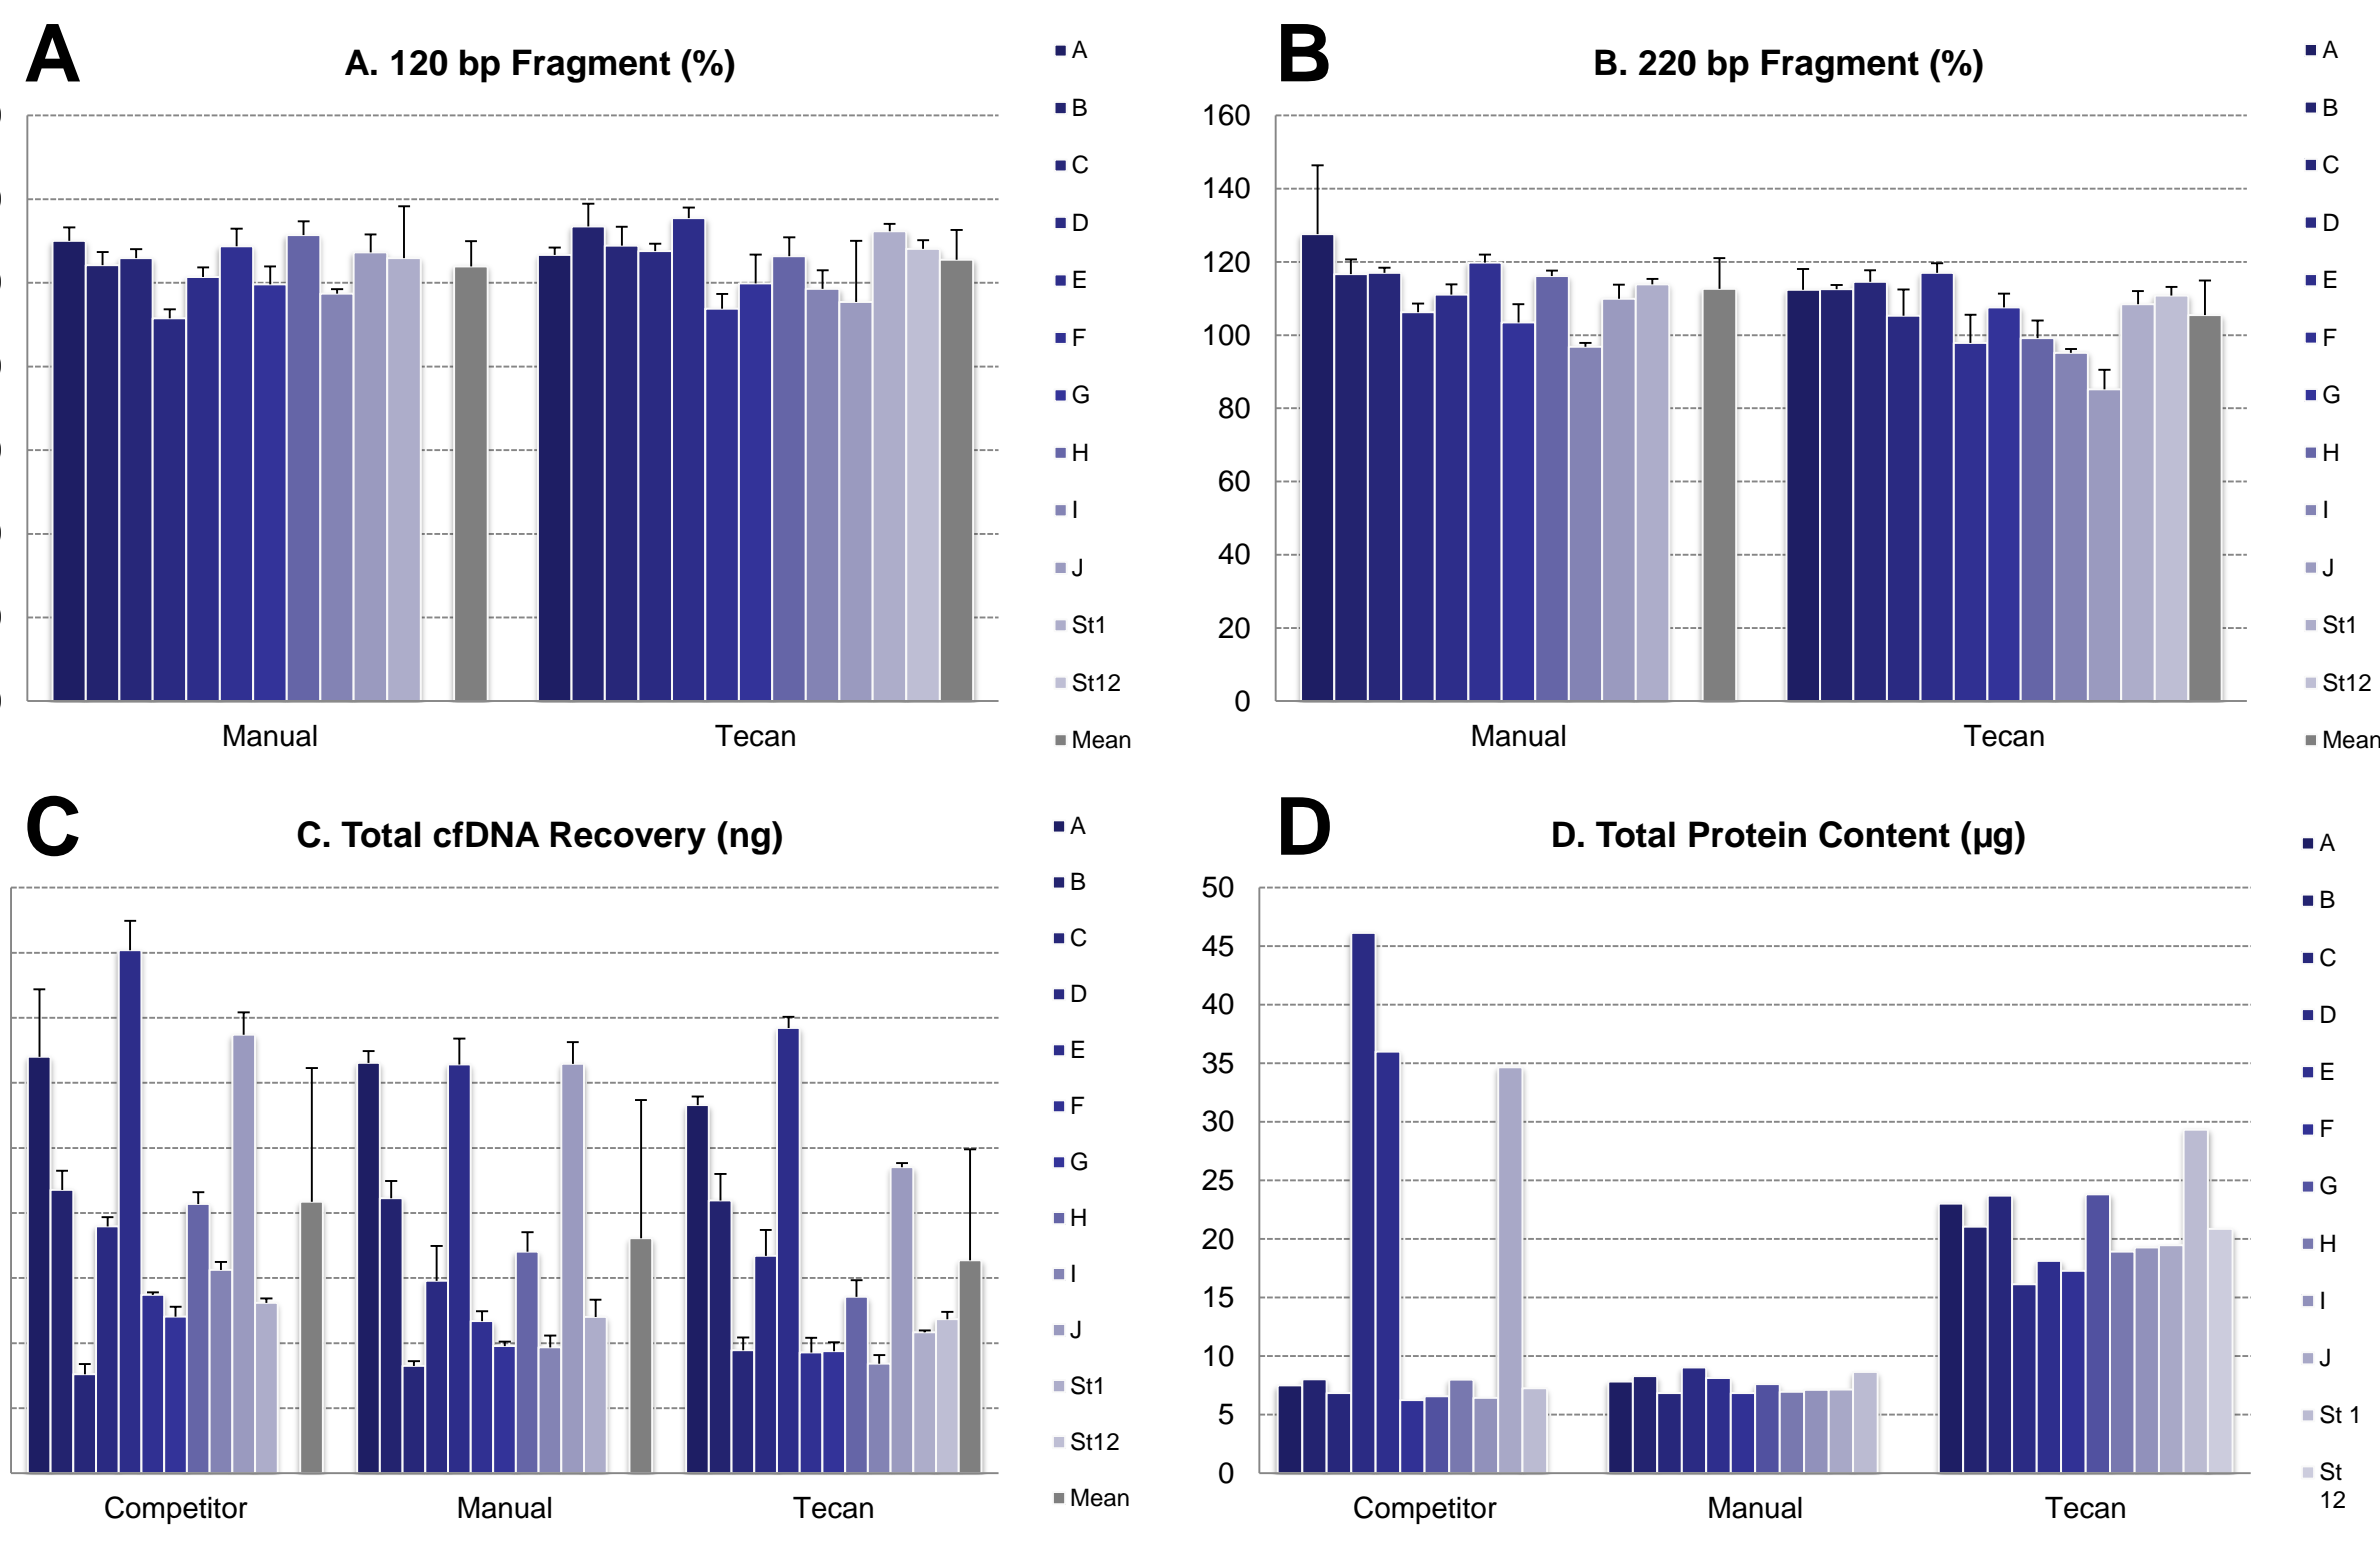 A
A. 120 bp Fragment (%)
A
B
C
D
E
F
G
H
I
J
St1
St12
Mean
Manual
Tecan
B
B. 220 bp Fragment (%)
160
140
120
100
80
60
40
20
0
A
B
C
D
E
F
G
H
I
J
St1
St12
Mean
Manual
Tecan
C
C. Total cfDNA Recovery (ng)
A
B
C
D
E
F
G
H
I
J
St1
St12
Mean
Competitor
Manual
Tecan
D
D. Total Protein Content (µg)
50
45
40
35
30
25
20
15
10
5
0
A
B
C
D
E
F
G
H
I
J
St 1
St
12
Competitor
Manual
Tecan